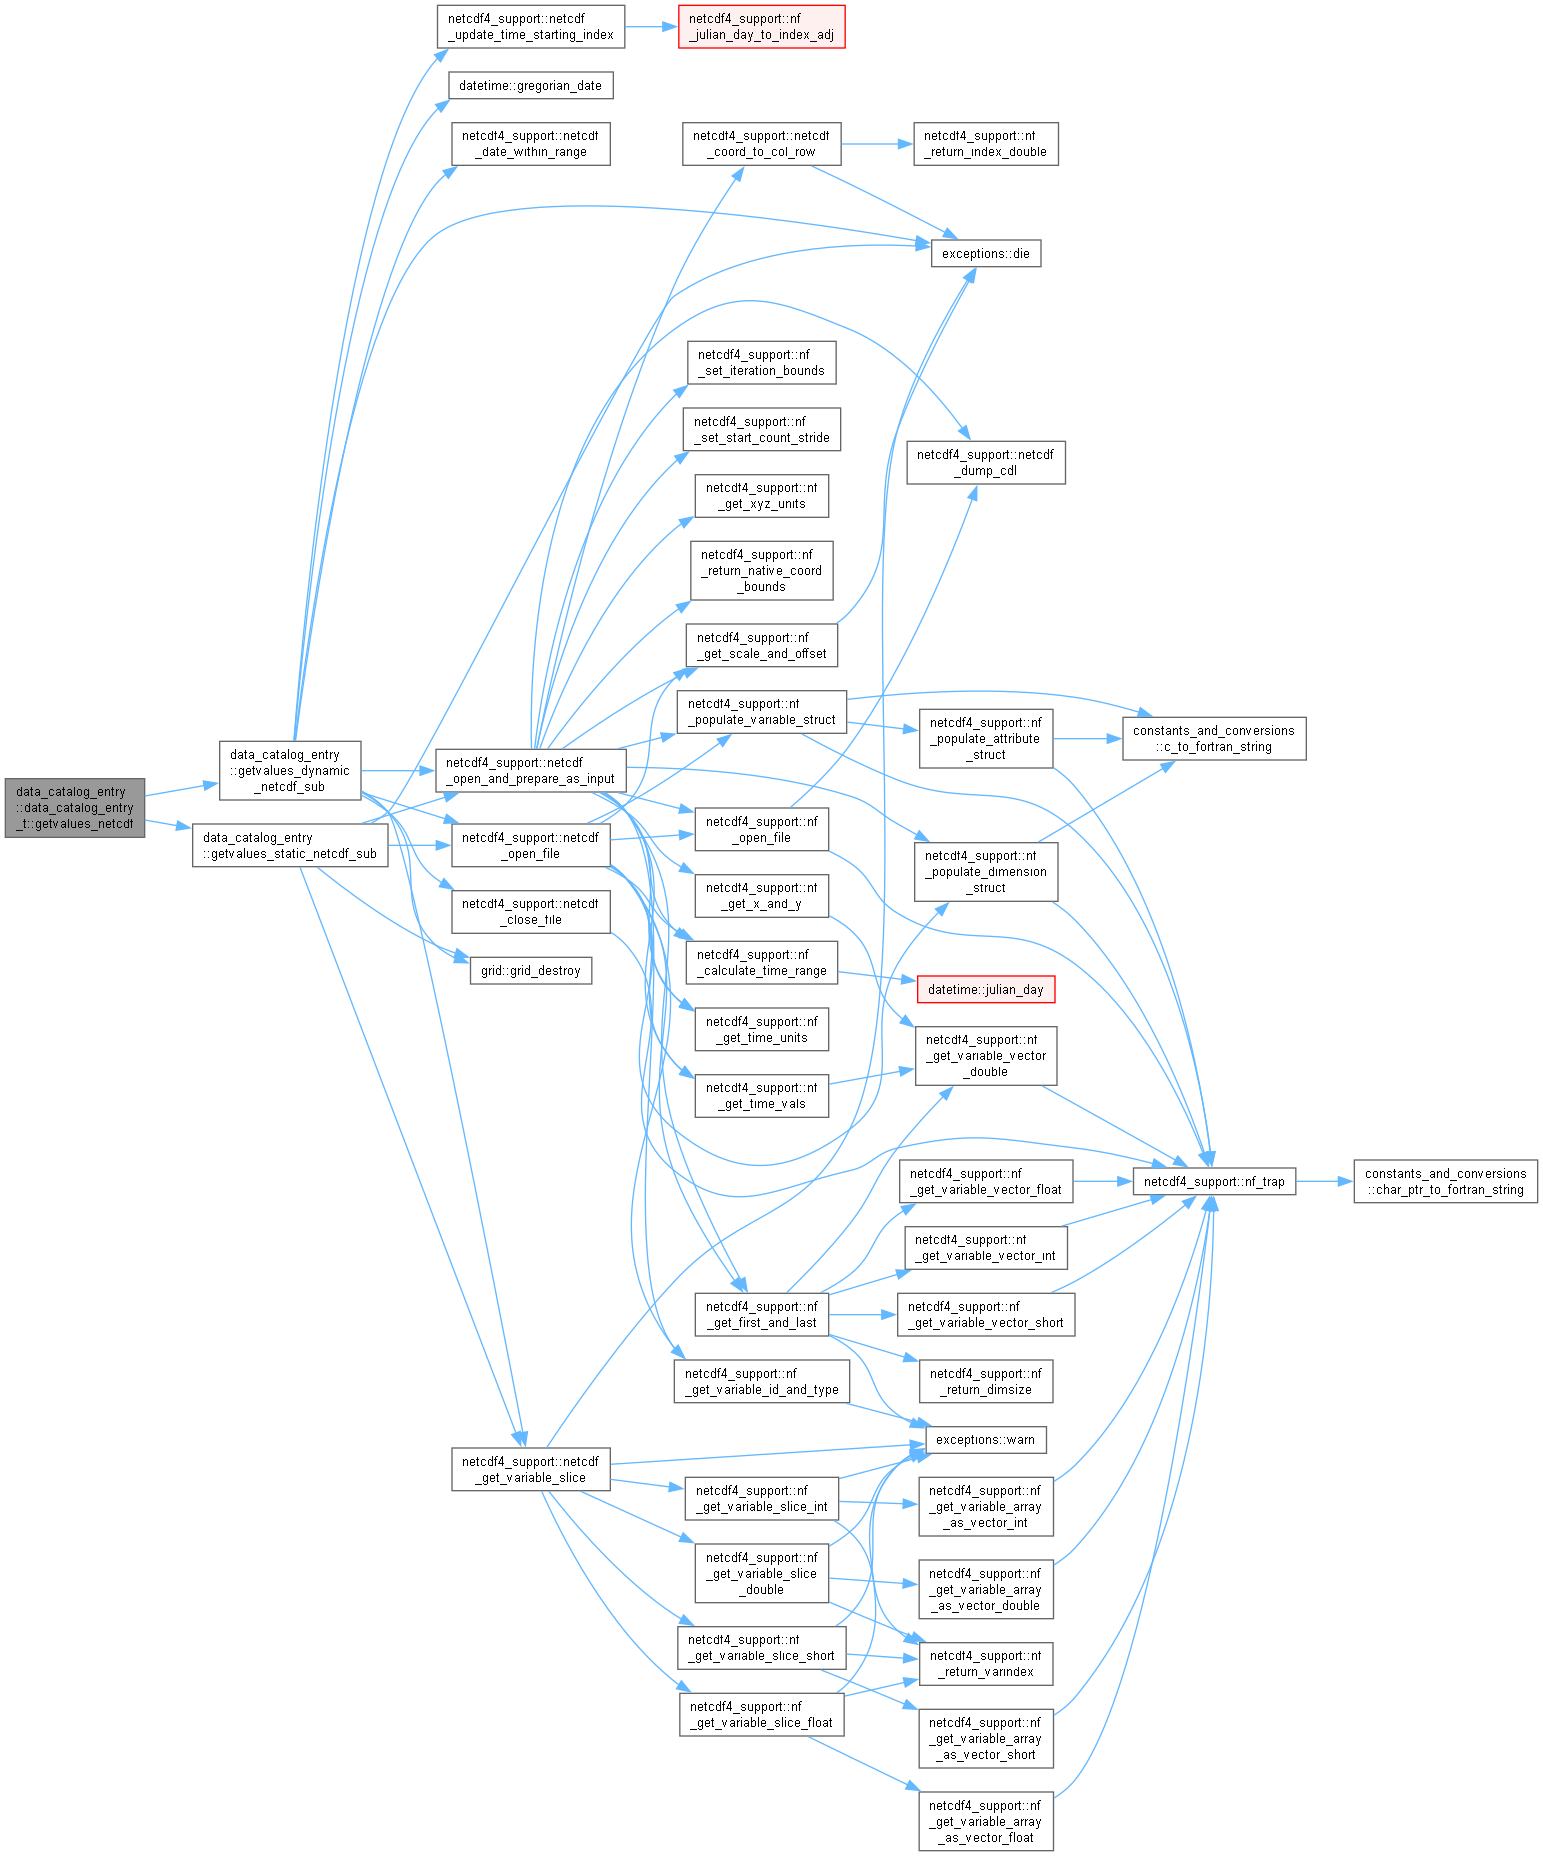 data_catalog_entry
::data_catalog_entry
_t::getvalues_netcdf
data_catalog_entry
::getvalues_dynamic
_netcdf_sub
data_catalog_entry
::getvalues_static_netcdf_sub
netcdf4_support::netcdf
_update_time_starting_index
datetime::gregorian_date
netcdf4_support::netcdf
_date_within_range
netcdf4_support::netcdf
_open_and_prepare_as_input
netcdf4_support::netcdf
_open_file
netcdf4_support::netcdf
_close_file
grid::grid_destroy
netcdf4_support::netcdf
_get_variable_slice
netcdf4_support::nf
_julian_day_to_index_adj
netcdf4_support::netcdf
_coord_to_col_row
netcdf4_support::nf
_set_iteration_bounds
netcdf4_support::nf
_set_start_count_stride
netcdf4_support::nf
_get_xyz_units
netcdf4_support::nf
_return_native_coord
_bounds
netcdf4_support::nf
_get_scale_and_offset
netcdf4_support::nf
_populate_variable_struct
netcdf4_support::nf
_open_file
netcdf4_support::nf
_get_x_and_y
netcdf4_support::nf
_calculate_time_range
netcdf4_support::nf
_get_time_units
netcdf4_support::nf
_get_time_vals
netcdf4_support::nf
_get_first_and_last
netcdf4_support::nf
_get_variable_id_and_type
netcdf4_support::nf
_get_variable_slice_int
netcdf4_support::nf
_get_variable_slice
_double
netcdf4_support::nf
_get_variable_slice_short
netcdf4_support::nf
_get_variable_slice_float
netcdf4_support::nf
_return_index_double
exceptions::die
netcdf4_support::netcdf
_dump_cdl
netcdf4_support::nf
_populate_attribute
_struct
netcdf4_support::nf
_populate_dimension
_struct
datetime::julian_day
netcdf4_support::nf
_get_variable_vector
_double
netcdf4_support::nf
_get_variable_vector_float
netcdf4_support::nf
_get_variable_vector_int
netcdf4_support::nf
_get_variable_vector_short
netcdf4_support::nf
_return_dimsize
exceptions::warn
netcdf4_support::nf
_get_variable_array
_as_vector_int
netcdf4_support::nf
_get_variable_array
_as_vector_double
netcdf4_support::nf
_return_varindex
netcdf4_support::nf
_get_variable_array
_as_vector_short
netcdf4_support::nf
_get_variable_array
_as_vector_float
constants_and_conversions
::c_to_fortran_string
netcdf4_support::nf_trap
constants_and_conversions
::char_ptr_to_fortran_string